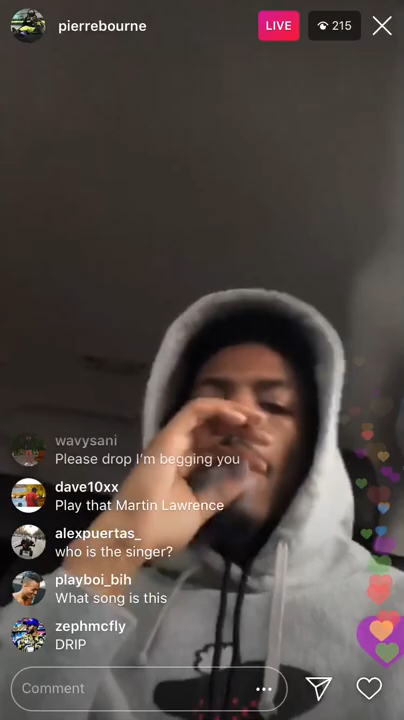 pierrebourne
LIVE
215
wavysani
Please drop I'm begging you
dave10xx
Play that Martin Lawrence
alexpuertas_
who is the singer?
playboi_bih
What song is this
zephmcfly
DRIP
Comment